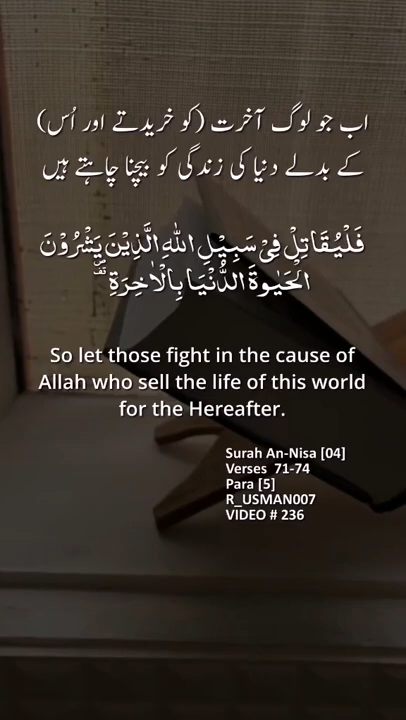 اب جو لوگ آخرت (کو خریدتے اور اُس)
کے بدلے دنیا کی زندگی کو بیچنا چاہتے ہیں
فَلْيُقَاتِلْ فِىْ سَبِيْلِ اللّٰهِ الَّذِيْنَ يَشْرُوْنَ
الْحَيٰوةَ الدُّنْيَا بِالْاٰخِرَةِ ؕ
So let those fight in the cause of
Allah who sell the life of this world
for the Hereafter.
Surah An-Nisa [04]
Verses 71-74
Para [5]
R_USMAN007
VIDEO # 236